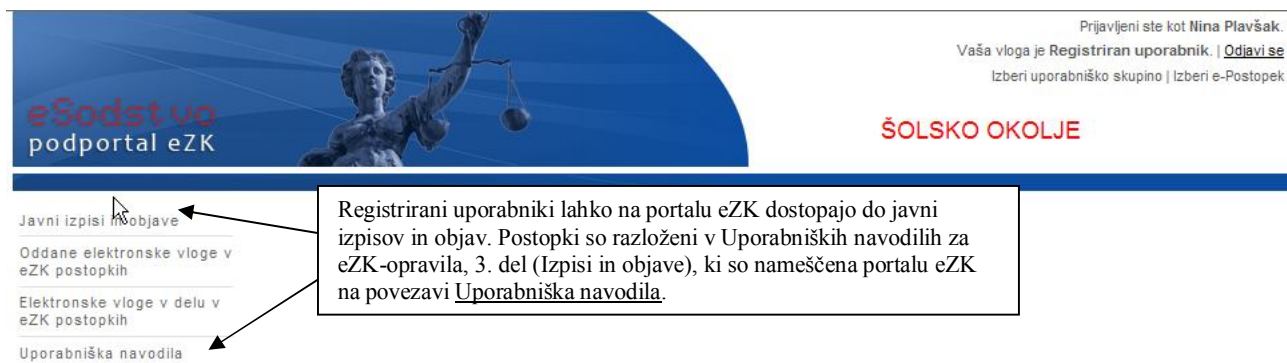 Prijavljeni ste kot Nina Plavšak.
Vaša vloga je Registriran uporabnik. | Odjavi se
Izberi uporabniško skupino | Izberi e-Postopek
eSodstvo
podportal eZK
ŠOLSKO OKOLJE
Javni izpisi in objave
Oddane elektronske vloge v
eZK postopkih
Elektronske vloge v delu v
eZK postopkih
Uporabniška navodila
Registrirani uporabniki lahko na portalu eZK dostopajo do javni
izpisov in objav. Postopki so razloženi v Uporabniških navodilih za
eZK-opravila, 3. del (Izpisi in objave), ki so nameščena portalu eZK
na povezavi Uporabniška navodila.